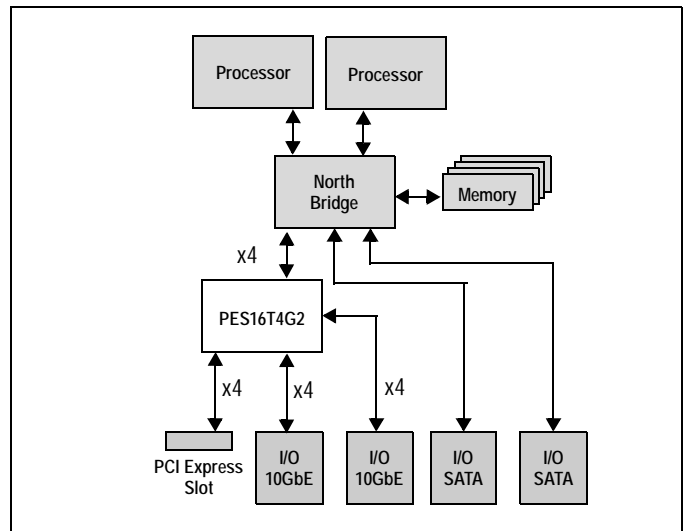 Processor
Processor
North
Bridge
Memory
x4
PES16T4G2
x4
x4
x4
PCI Express
Slot
I/O
10GbE
I/O
10GbE
I/O
SATA
I/O
SATA